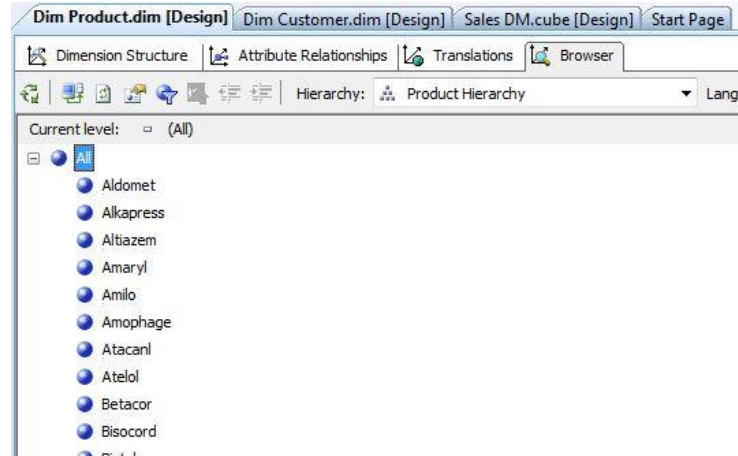 Dim Product.dim [Design] Dim Customer.dim [Design] Sales DM.cube [Design] Start Page
Dimension Structure Attribute Relationships Translations Browser
Hierarchy: Product Hierarchy Lang
Current level: (All)
All
Aldomet
Alkapress
Altiazem
Amaryl
Amilo
Amophage
Atacanl
Atelol
Betacor
Bisocord